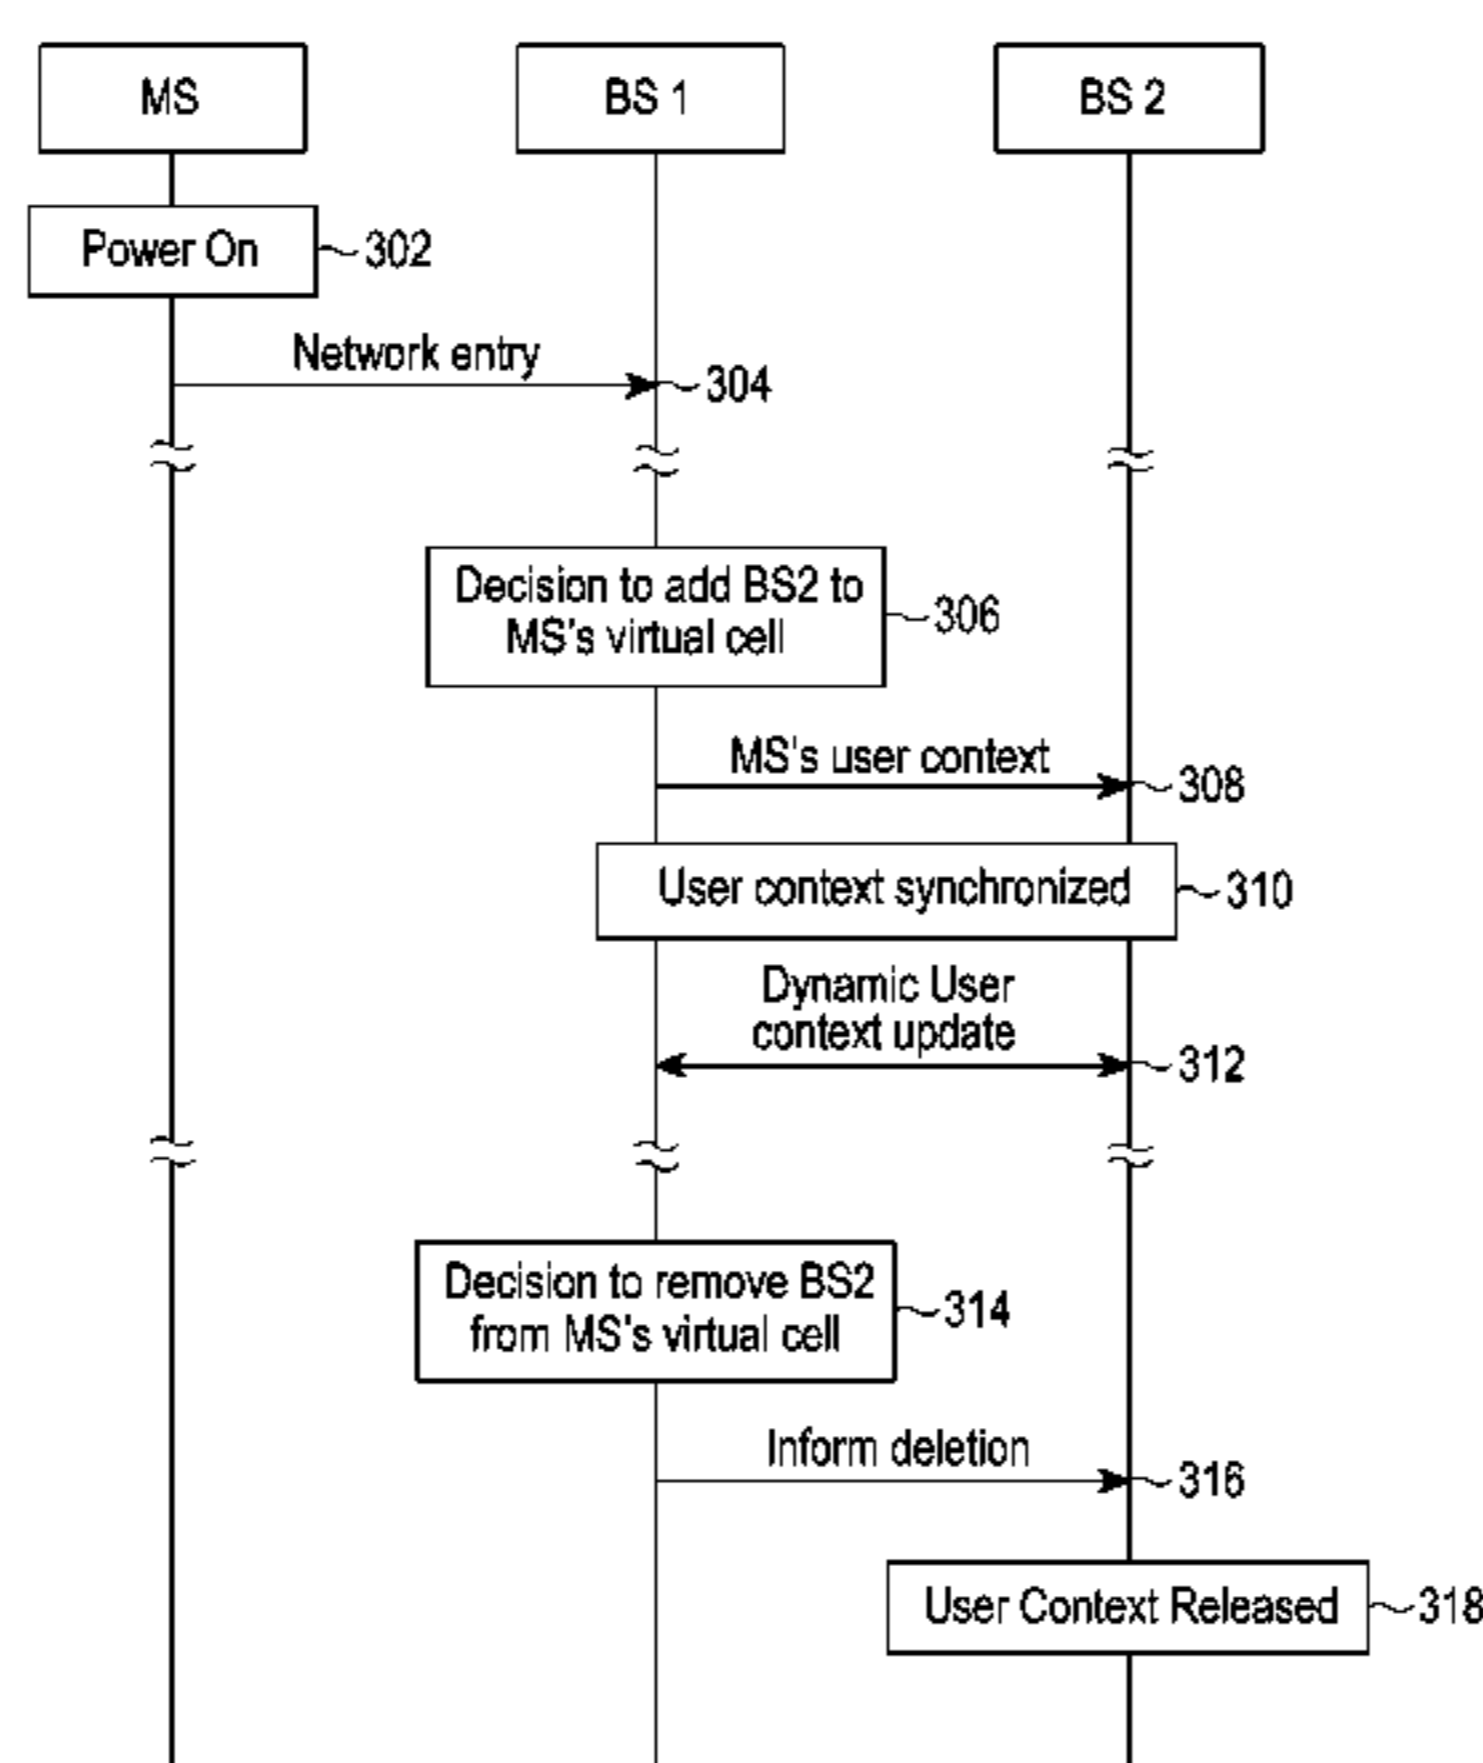 MS
BS 1
BS 2
Power On
302
Network entry
304
Decision to add BS2 to
MS's virtual cell
306
MS's user context
308
User context synchronized
310
Dynamic User
context update
312
Decision to remove BS2
from MS's virtual cell
314
Inform deletion
316
User Context Released
318